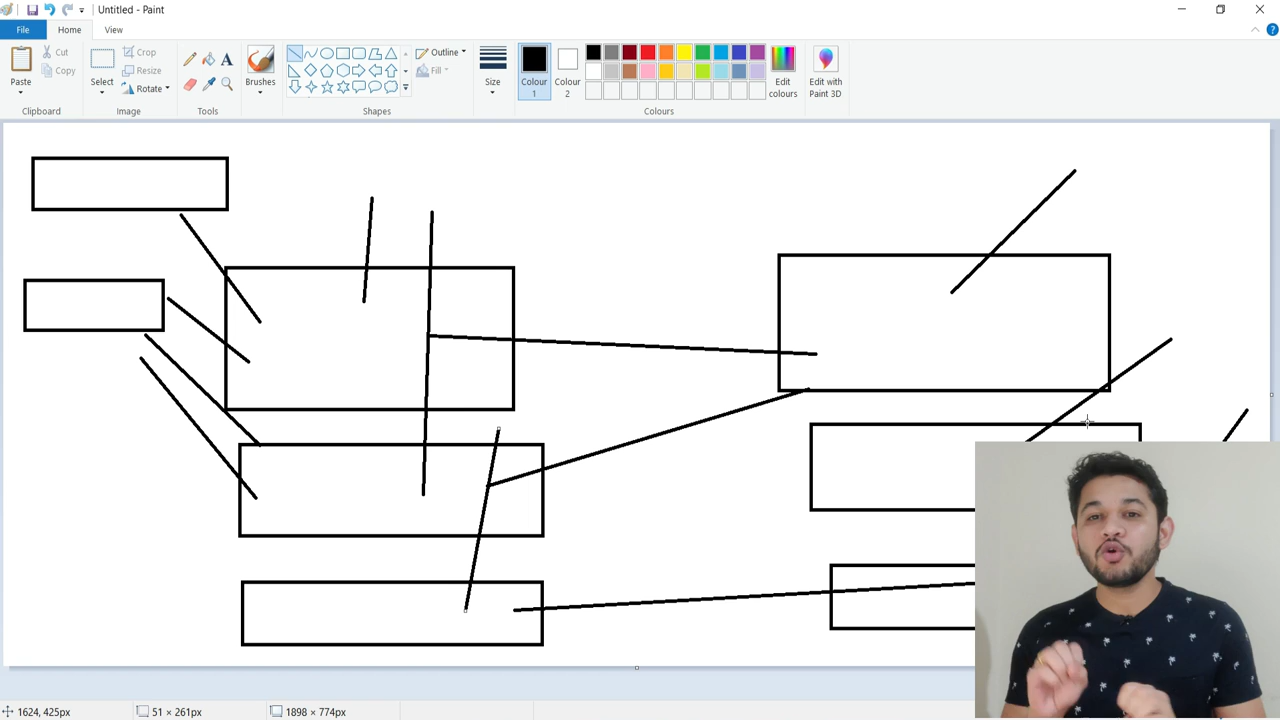 Untitled - Paint
File Home View
Cut
Copy
Paste
Clipboard
Crop
Resize
Rotate
Select
Image
A
Tools
Brushes
Outline
Fill
Shapes
Size
Colour 1
Colour 2
Edit colours
Colours
Edit with Paint 3D
1624, 425px
51 × 261px
1898 × 774px